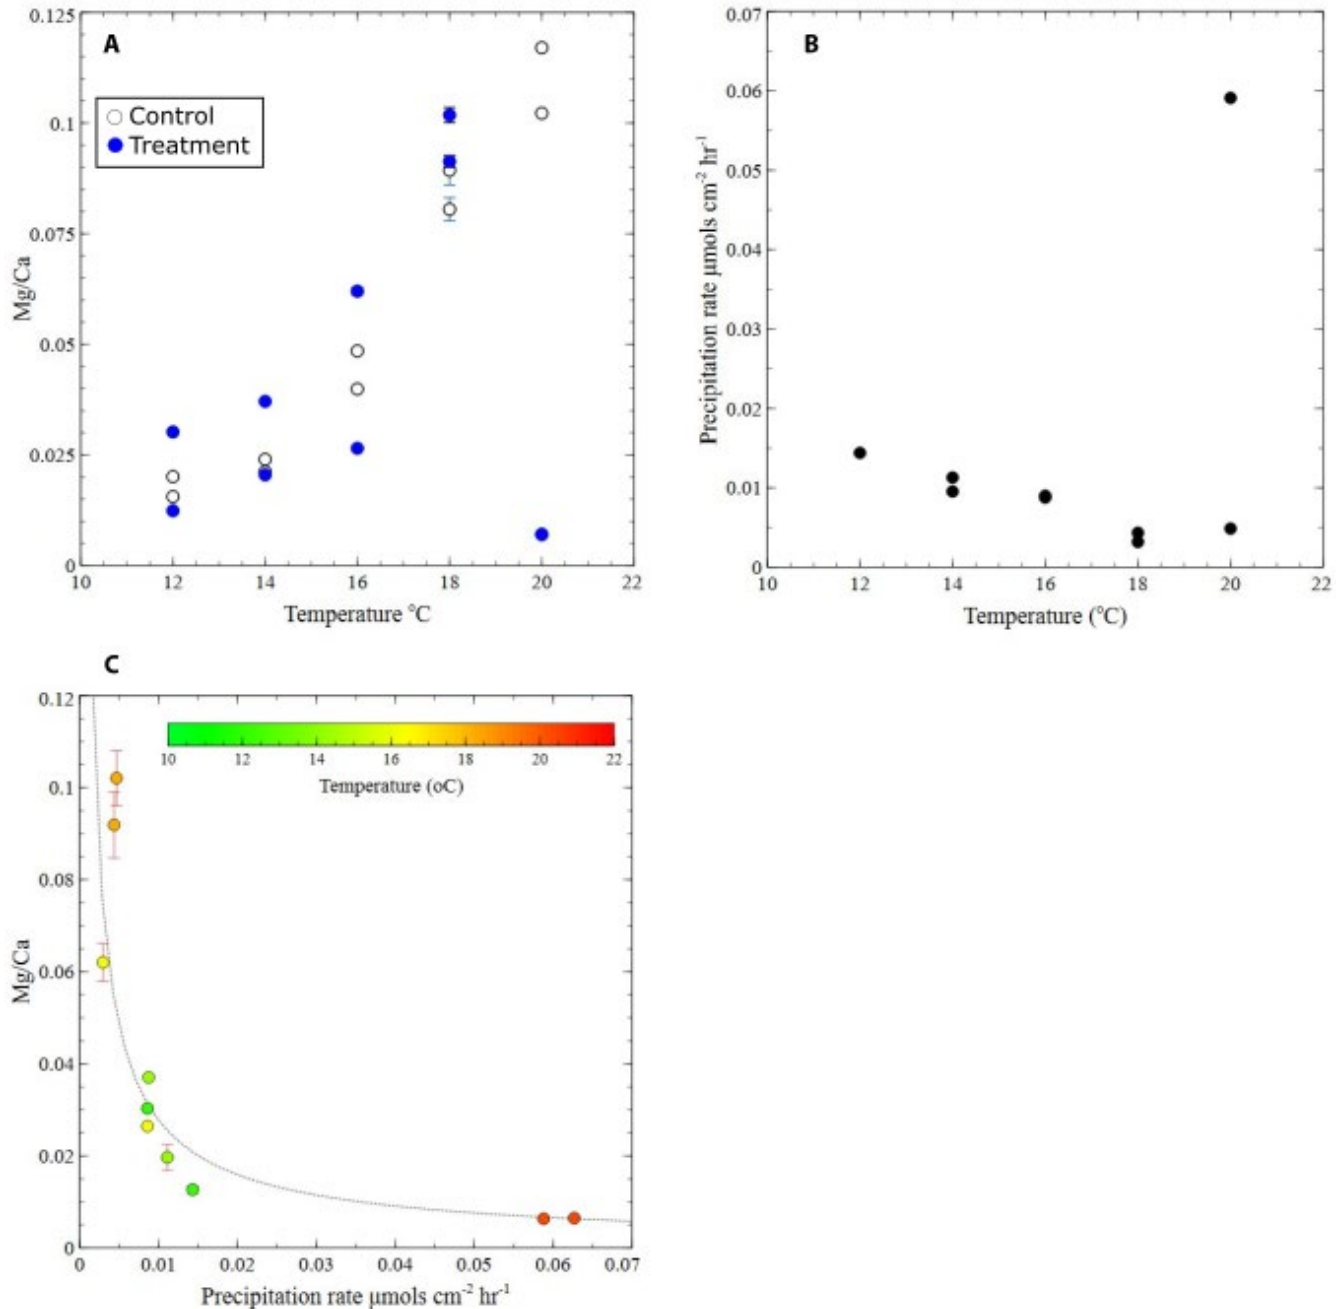 A
Control
Treatment
0.125
0.1
0.075
0.05
0.025
0
Mg/Ca
10 12 14 16 18 20 22
Temperature °C
B
0.07
0.06
0.05
0.04
0.03
0.02
0.01
0
Precipitation rate µmols cm⁻² hr⁻¹
10 12 14 16 18 20 22
Temperature (°C)
C
0.12
0.1
0.08
0.06
0.04
0.02
0
Mg/Ca
10 12 14 16 18 20 22
Temperature (oC)
0 0.01 0.02 0.03 0.04 0.05 0.06 0.07
Precipitation rate µmols cm⁻² hr⁻¹